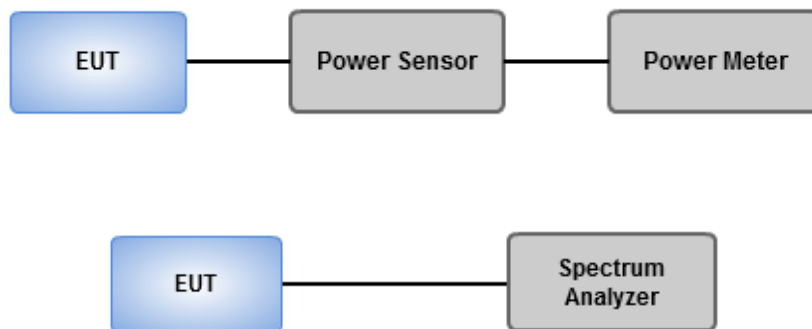 EUT
Power Sensor
Power Meter
EUT
Spectrum
Analyzer